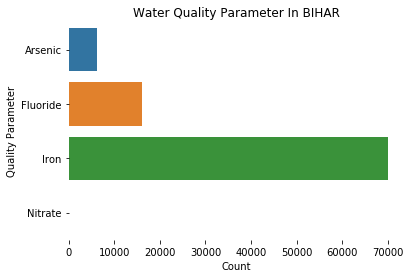 Water Quality Parameter In BIHAR
Quality Parameter
Arsenic
Fluoride
Iron
Nitrate
0 10000 20000 30000 40000 50000 60000 70000
Count